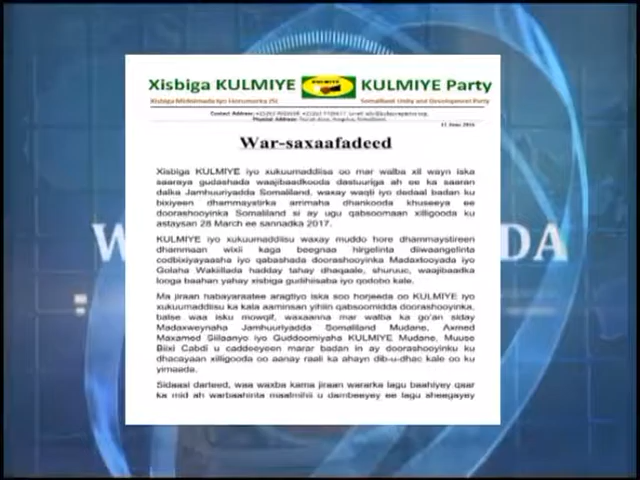 Xisbiga KULMIYE KULMIYE KULMIYE Party
Xisbiga Midnimada iyo Horumarka JSL Somaliland Unity and Development Party
Contact Address:
Physical Address:
11 June 2016
War-saxaafadeed
Xisbiga KULMIYE iyo xukuumaddiisa oo mar walba xil wayn iska
saaraya gudashada waajibaadkooda dastuuriga ah ee ka saaran
dalka Jamhuuriyadda Somaliland, waxay waqti iyo dedaal badan ku
bixiyeen dhammaystirka arrimaha dhankooda khuseeya ee
doorashooyinka Somaliland si ay ugu qabsoomaan xilligooda ku
astaysan 28 March ee sannadka 2017.
KULMIYE iyo xukuumaddiisu waxay muddo hore dhammaystireen
dhammaan wixii kaga beegnaa hirgelinta diiwaangelinta
codbixiyayaasha iyo qabashada doorashooyinka Madaxtooyada iyo
Golaha Wakiillada hadday tahay dhaqaale, shuruuc, waajibaadka
looga baahan yahay xisbiga gudihiisaba iyo qodobo kale.
Ma jiraan habayaraatee aragtiyo iska soo horjeeda oo KULMIYE iyo
xukuumaddiisu ka kala aaminsan yihiin qabsoomidda doorashooyinka,
balse waa isku mowqif, waxaanna mar walba ka go'an siday
Madaxweynaha Jamhuuriyadda Somaliland Mudane, Axmed
Maxamed Siilaanyo iyo Guddoomiyaha KULMIYE Mudane, Muuse
Biixi Cabdi u caddeeyeen marar badan in ay doorashooyinku ku
dhacayaan xilligooda oo aanay raali ka ahayn dib-u-dhac kale oo ku
yimaada.
Sidaasi darteed, waa waxba kama jiraan wararka lagu baahiyey qaar
ka mid ah warbaahinta maalmihii u dambeeyey ee lagu sheegayey
W DA